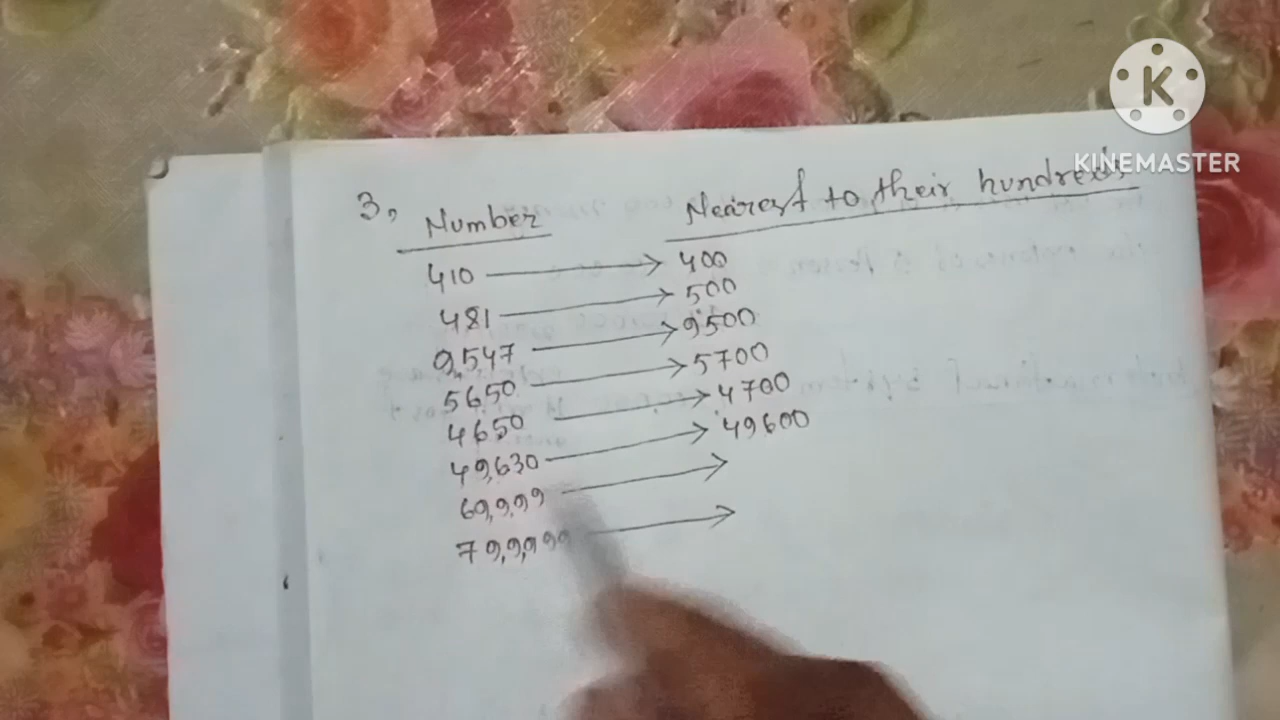 KINEMASTER
3, Number Nearest to their hundreds
410 → 400
481 → 500
9,547 → 9500
5650 → 5700
4650 → 4700
49,630 → 49600
69,999 →
79,9,999 →